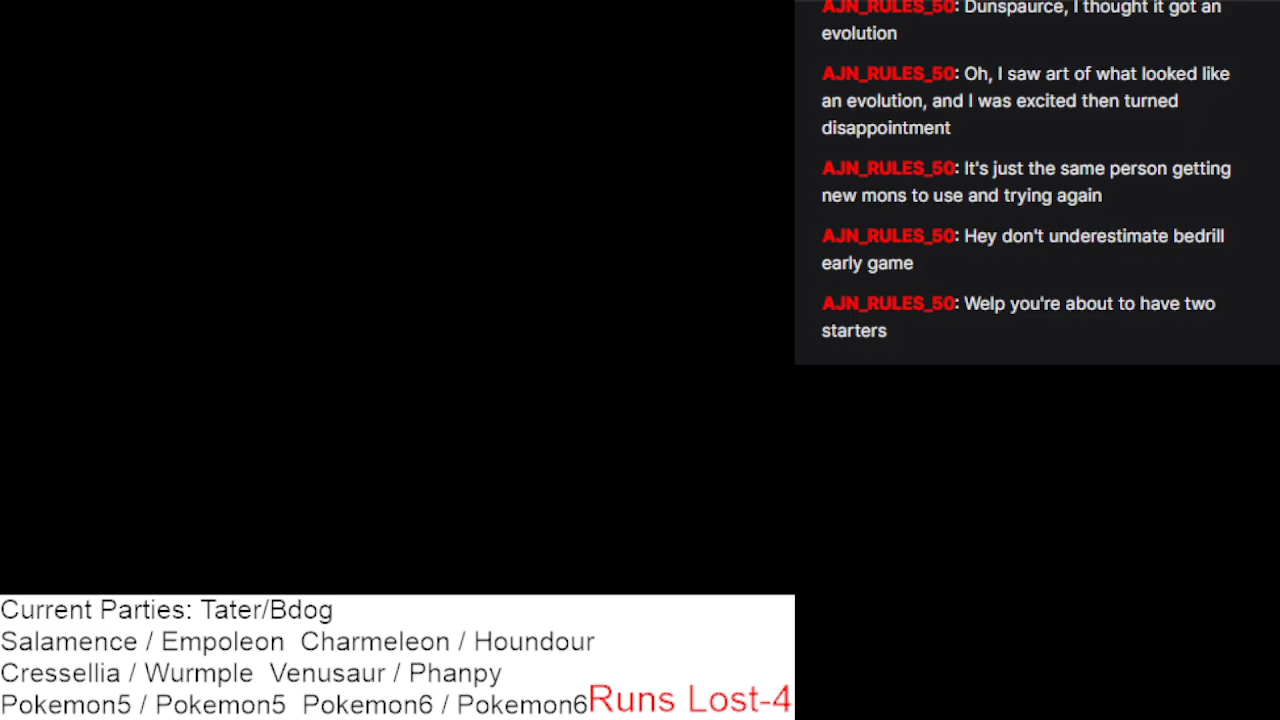 AJN_RULES_50: Dunspaurce, I thought it got an
evolution
AJN_RULES_50: Oh, I saw art of what looked like
an evolution, and I was excited then turned
disappointment
AJN_RULES_50: It's just the same person getting
new mons to use and trying again
AJN_RULES_50: Hey don't underestimate bedrill
early game
AJN_RULES_50: Welp you're about to have two
starters
Current Parties: Tater/Bdog
Salamence / Empoleon  Charmeleon / Houndour
Cressellia / Wurmple  Venusaur / Phanpy
Pokemon5 / Pokemon5  Pokemon6 / Pokemon6
Runs Lost-4